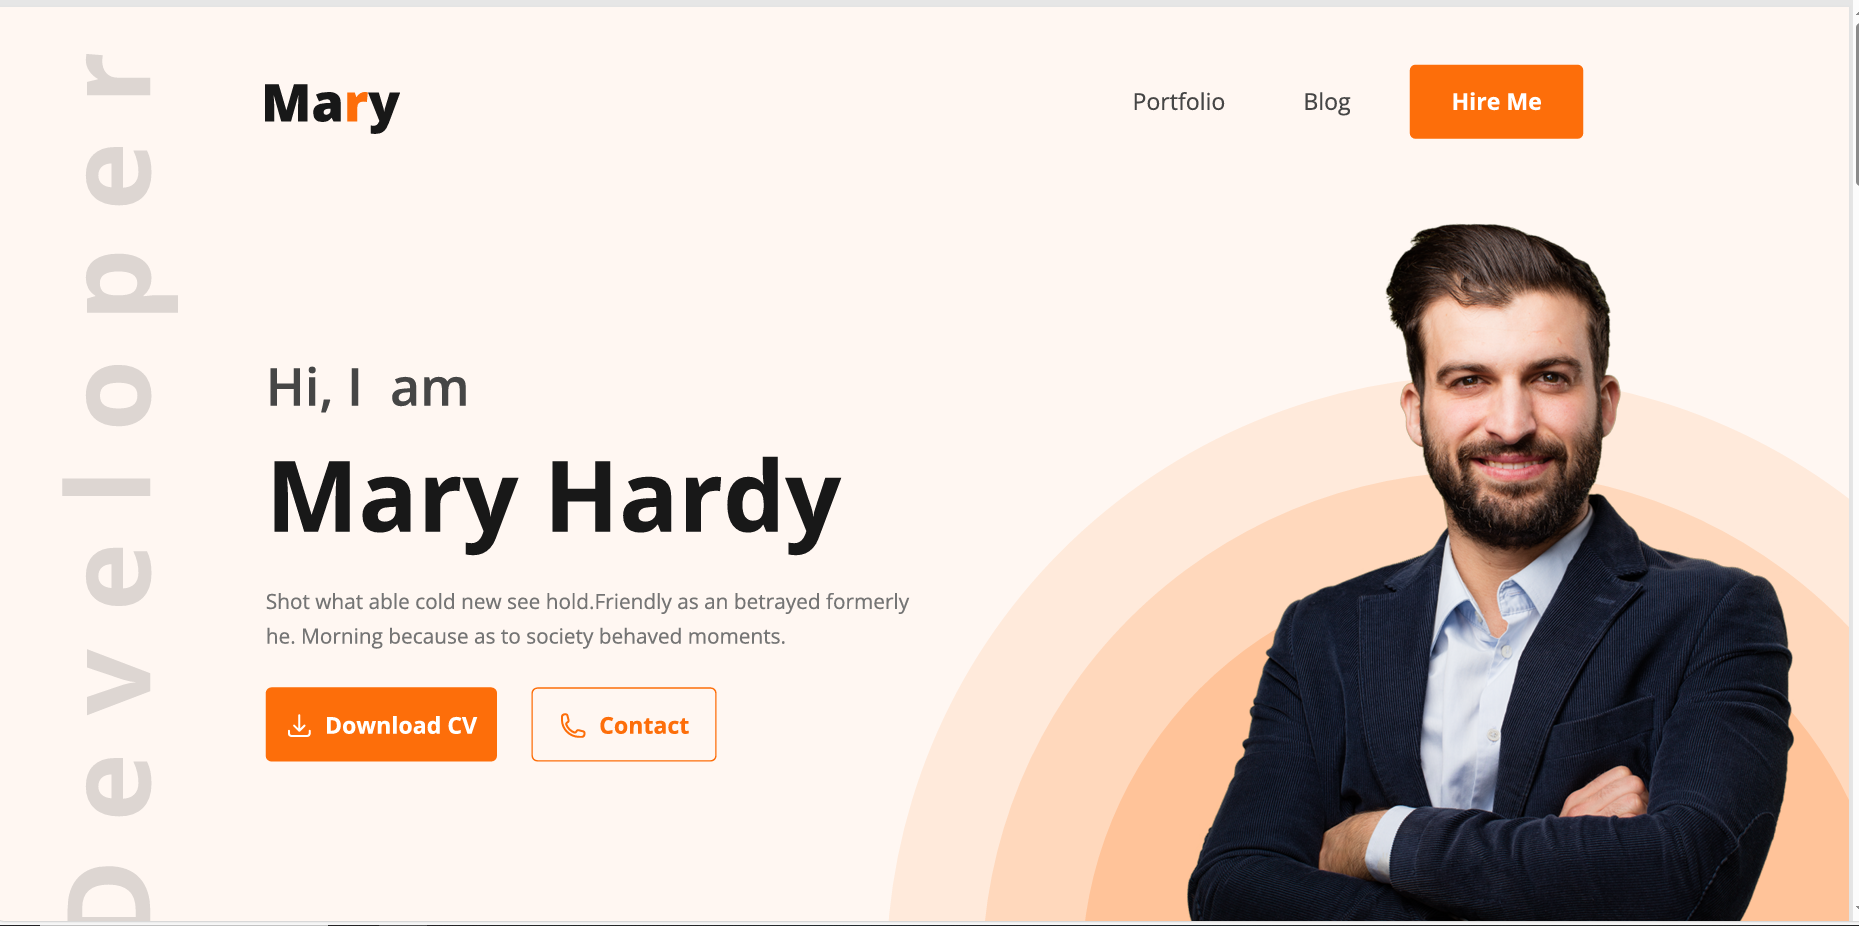 Developer
Mary
Portfolio
Blog
Hire Me
Hi, I  am
Mary Hardy
Shot what able cold new see hold.Friendly as an betrayed formerly
he. Morning because as to society behaved moments.
Download CV
Contact